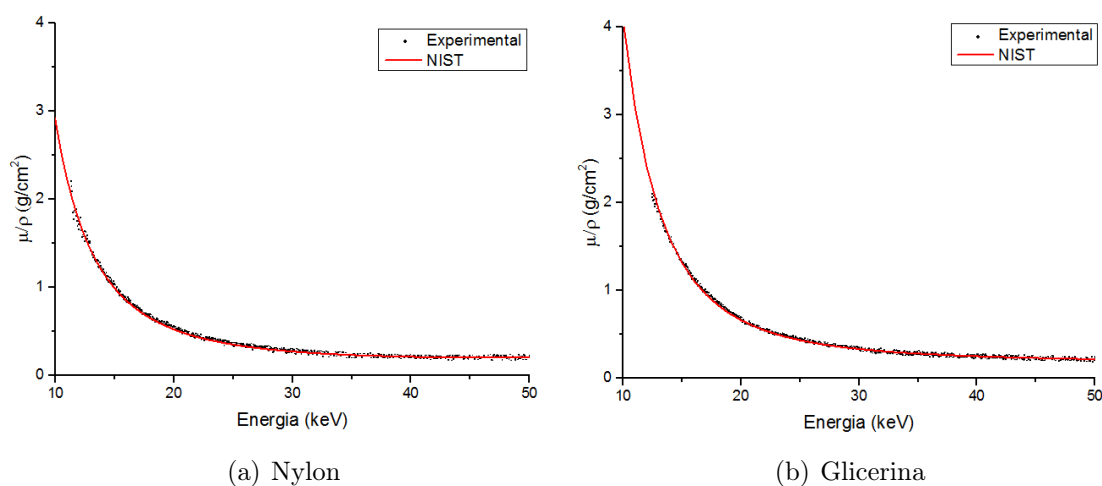 4
3
2
1
0
μ/ρ (g/cm²)
10
20
30
40
50
Energia (keV)
Experimental
NIST
(a) Nylon
4
3
2
1
0
μ/ρ (g/cm²)
10
20
30
40
50
Energia (keV)
Experimental
NIST
(b) Glicerina